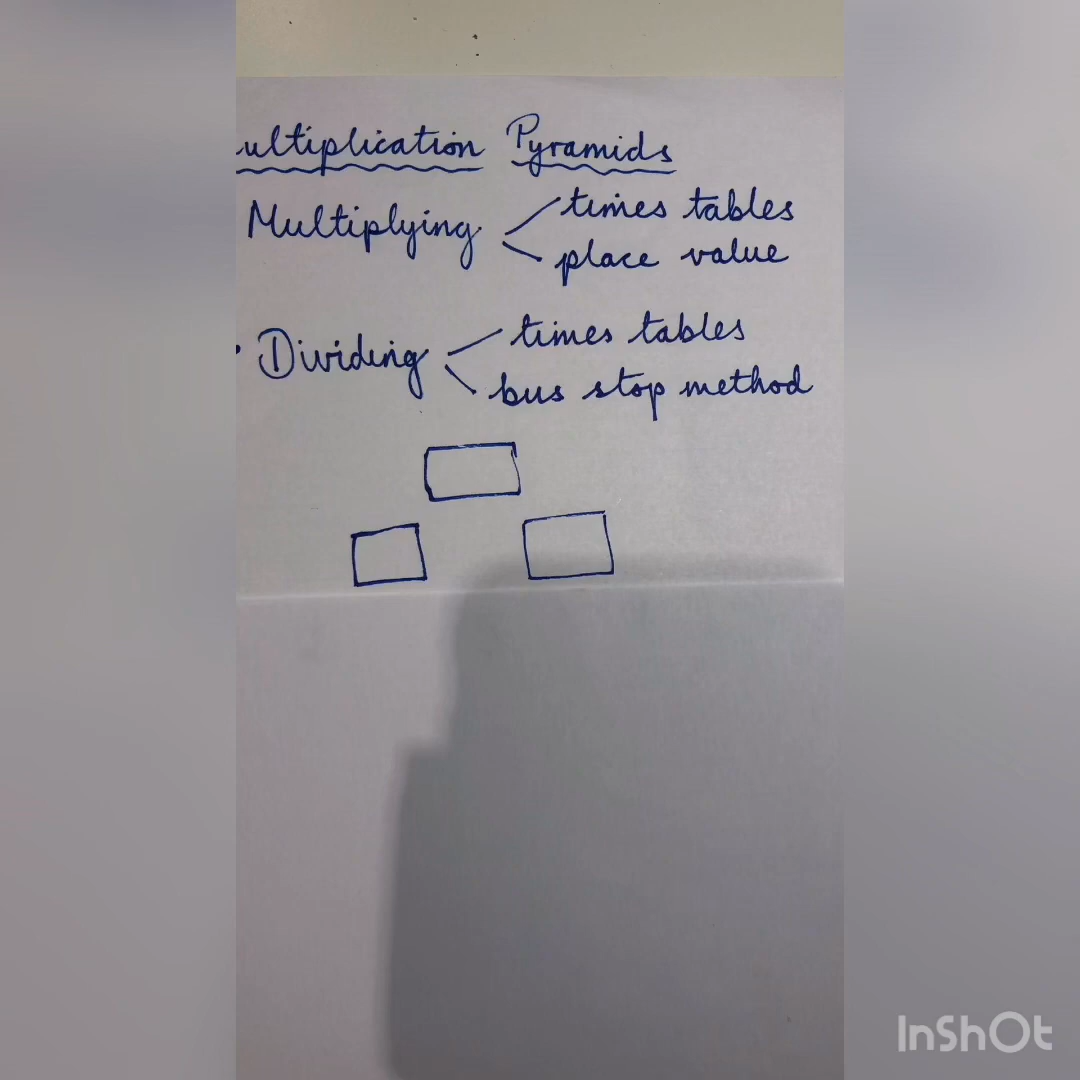 ultiplication Pyramids
Multiplying times tables
place value
Dividing times tables
bus stop method
InShOt